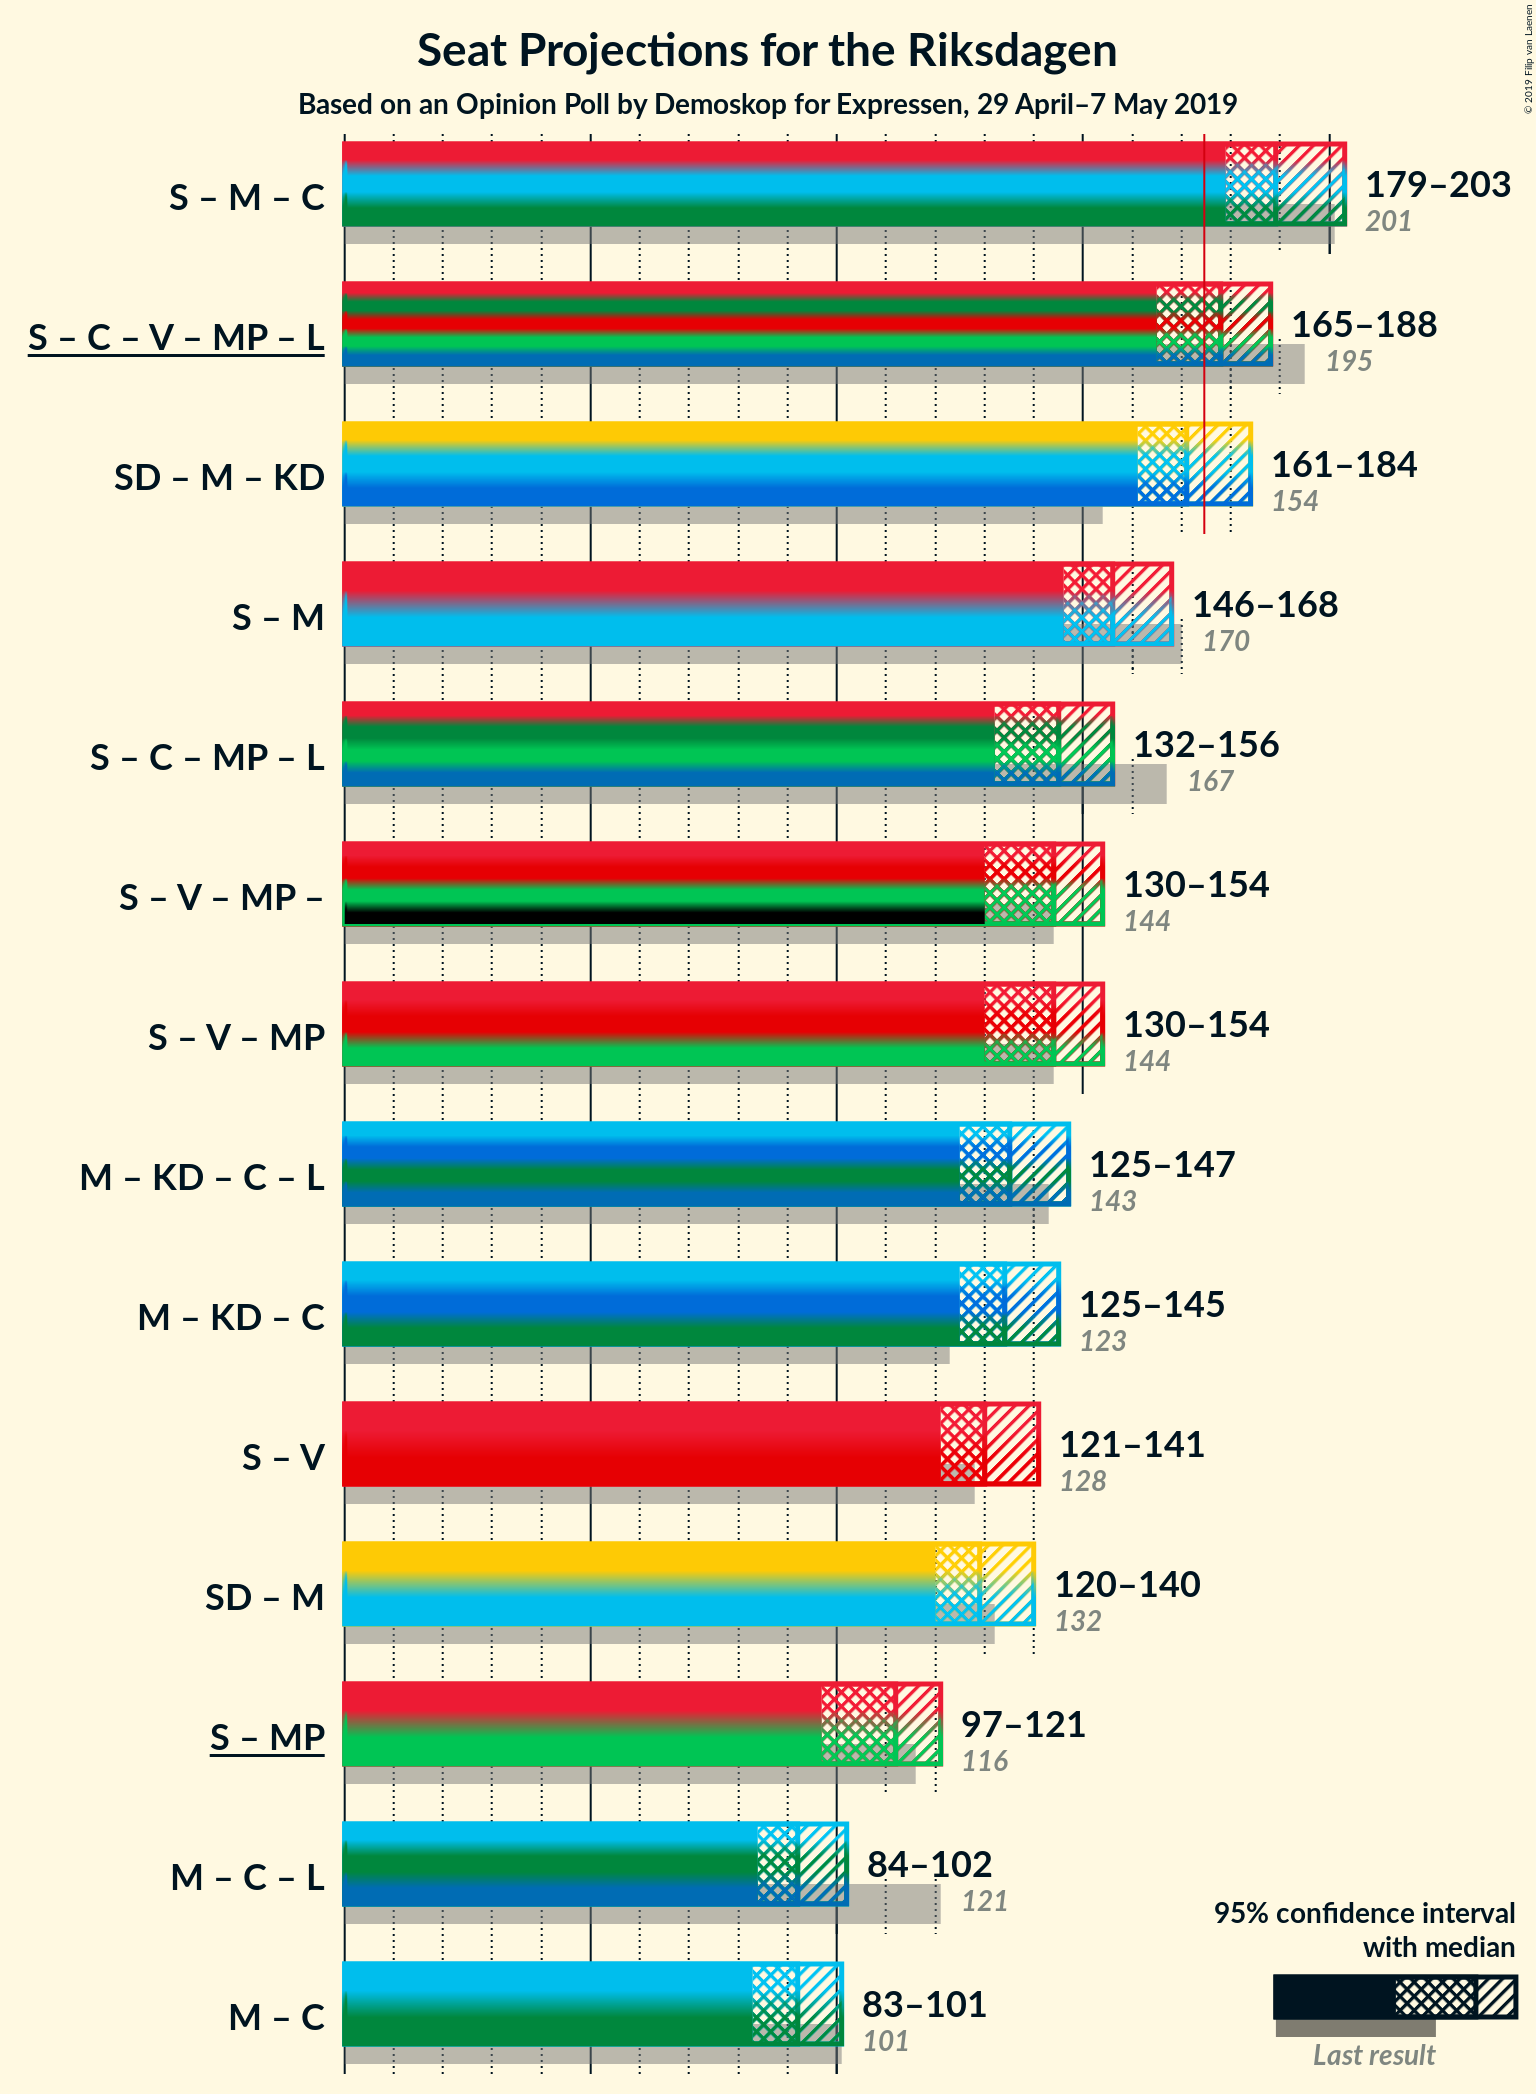 Seat Projections for the Riksdagen
Based on an Opinion Poll by Demoskop for Expressen, 29 April–7 May 2019
© 2019 Filip van Laenen
S – M – C
179–203
201
S – C – V – MP – L
165–188
195
SD – M – KD
161–184
154
S – M
146–168
170
S – C – MP – L
132–156
167
S – V – MP –
130–154
144
S – V – MP
130–154
144
M – KD – C – L
125–147
143
M – KD – C
125–145
123
S – V
121–141
128
SD – M
120–140
132
S – MP
97–121
116
M – C – L
84–102
121
M – C
83–101
101
95% confidence interval
with median
Last result